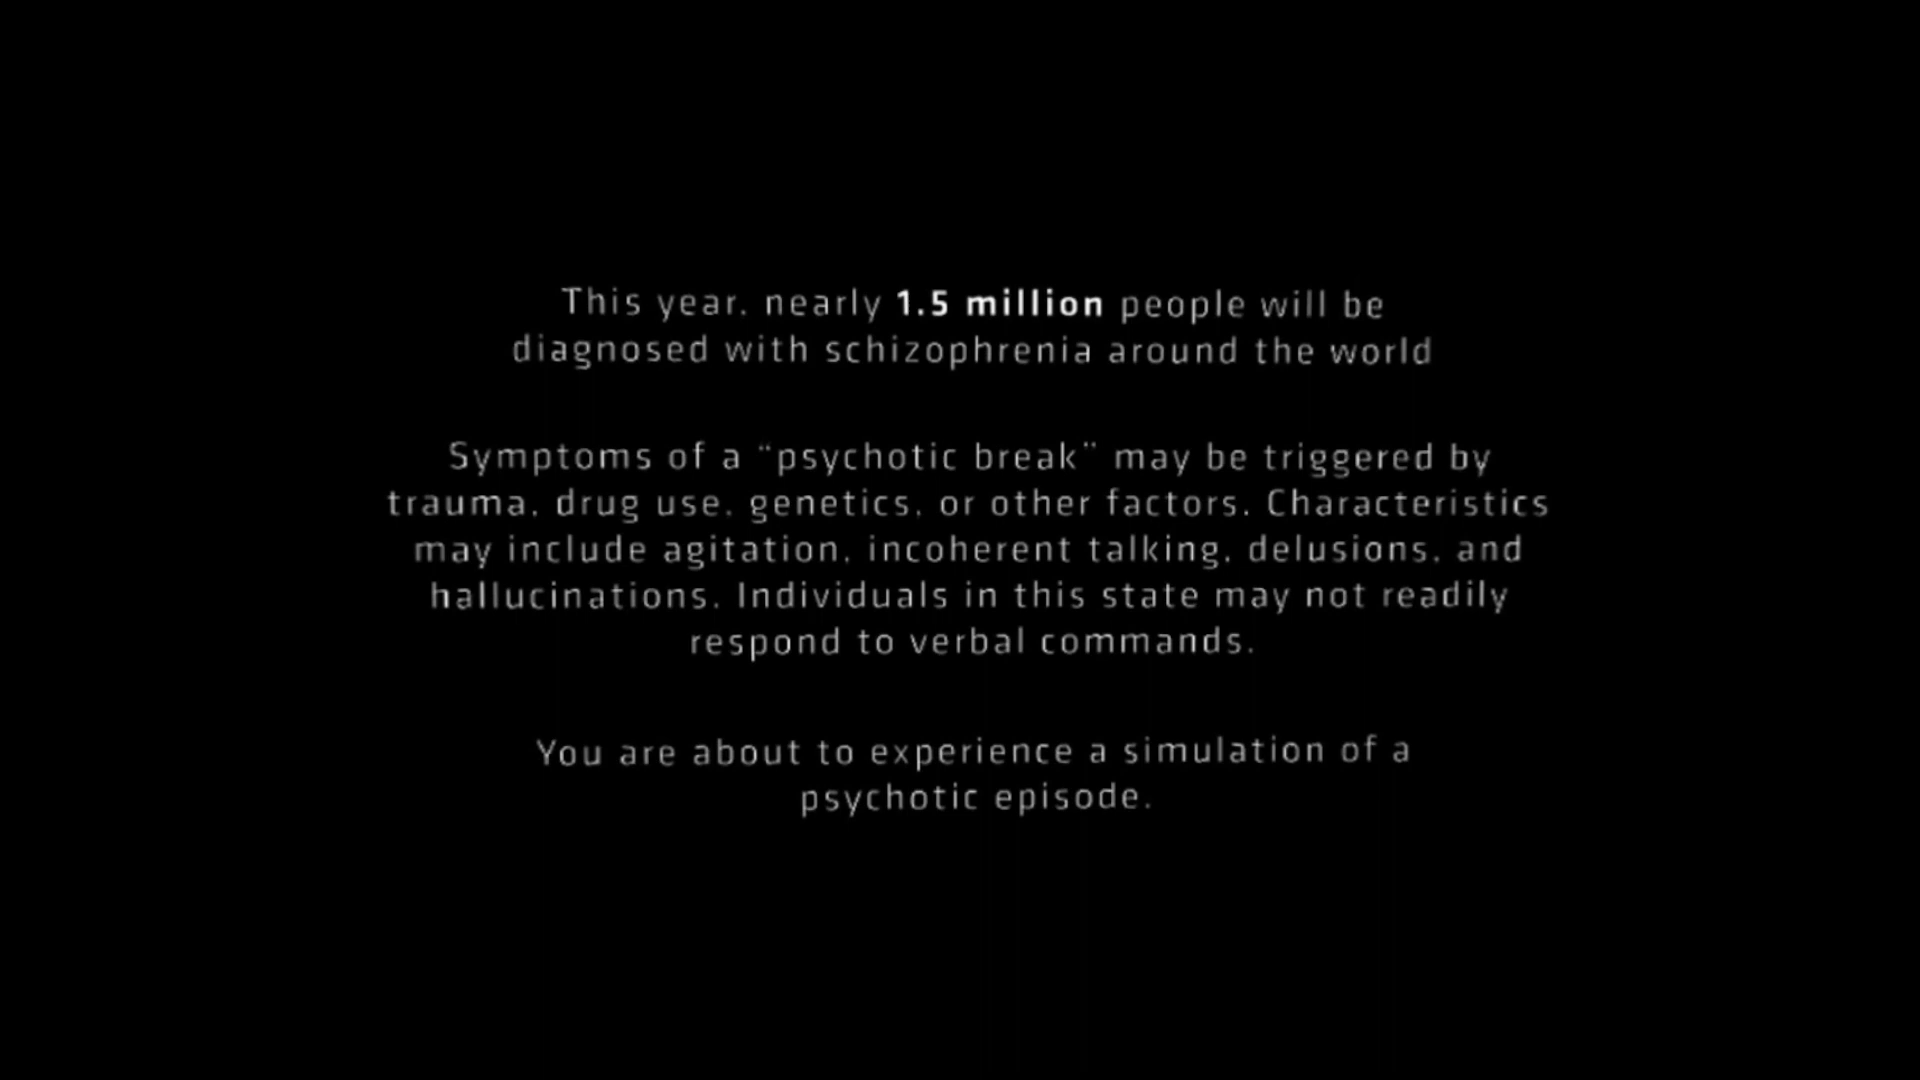 This year, nearly 1.5 million people will be
diagnosed with schizophrenia around the world
Symptoms of a "psychotic break" may be triggered by
trauma, drug use, genetics, or other factors. Characteristics
may include agitation, incoherent talking, delusions, and
hallucinations. Individuals in this state may not readily
respond to verbal commands.
You are about to experience a simulation of a
psychotic episode.